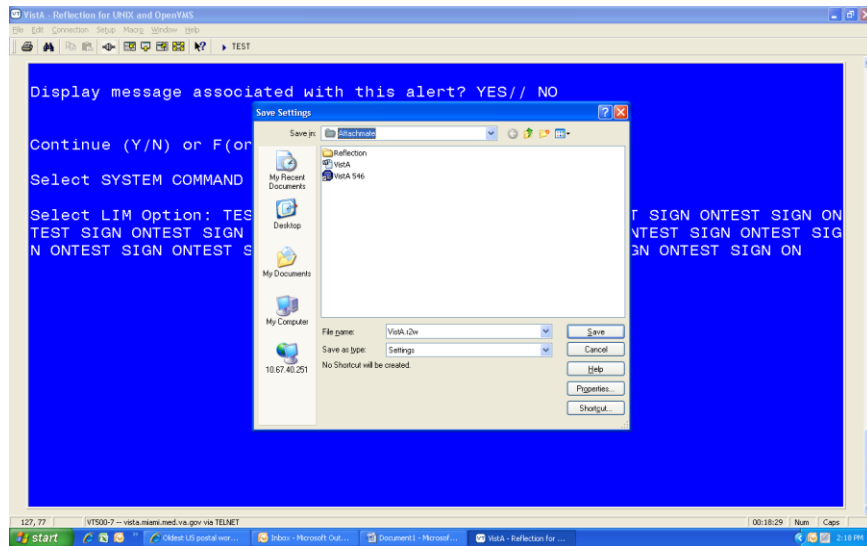 VistA - Reflection for UNIX and OpenVMS
File Edit Connection Setup Macro Window Help
TEST
Display message associated with this alert? YES// NO
Continue (Y/N) or F(or
Select SYSTEM COMMAND
Select LIM Option: TES
T SIGN ONTEST SIGN ON
TEST SIGN ONTEST SIGN
NTEST SIGN ONTEST SIG
N ONTEST SIGN ONTEST S
GN ONTEST SIGN ON
Save Settings
Save in:
Attachmate
My Recent Documents
Desktop
My Documents
My Computer
10.67.40.251
Reflection
VistA
VistA 546
File name:
VistA.r2w
Save
Save as type:
Settings
Cancel
No Shortcut will be created.
Help
Properties...
Shortcut...
127, 77
VT500-7 -- vista.miami.med.va.gov via TELNET
00:18:29
Num
Caps
start
Oldest US postal wor...
Inbox - Microsoft Out...
Document1 - Microsof...
VistA - Reflection for ...
2:18 PM